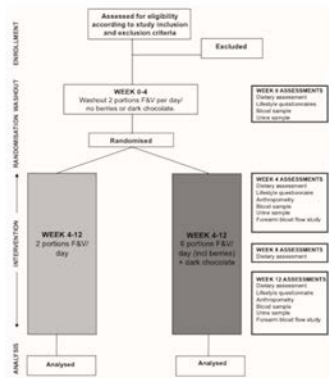 ENROLLMENT
Assessed for eligibility
according to study inclusion
and exclusion criteria
Excluded
RANDOMISATION WASHOUT
WEEK 0-4
Washout 2 portions F&V per day/
no berries or dark chocolate.
WEEK 0 ASSESSMENTS
Dietary assessment
Lifestyle questionnaires
Blood sample
Urine sample
Randomised
INTERVENTION
WEEK 4-12
2 portions F&V/
day
WEEK 4-12
6 portions F&V/
day (incl berries)
+ dark chocolate
WEEK 4 ASSESSMENTS
Dietary assessment
Lifestyle questionnaire
Anthropometry
Blood sample
Urine sample
Forearm blood flow study
WEEK 8 ASSESSMENTS
Dietary assessment
WEEK 12 ASSESSMENTS
Dietary assessment
Lifestyle questionnaire
Anthropometry
Blood sample
Urine sample
Forearm blood flow study
ANALYSIS
Analysed
Analysed